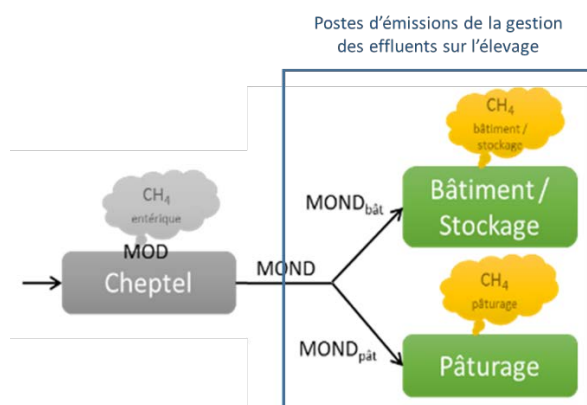 Postes d’émissions de la gestion
des effluents sur l’élevage
CH₄
bâtiment /
stockage
Bâtiment /
Stockage
MONDbât
CH₄
entérique
MOD
Cheptel
MOND
CH₄
pâturage
MONDpât
Pâturage